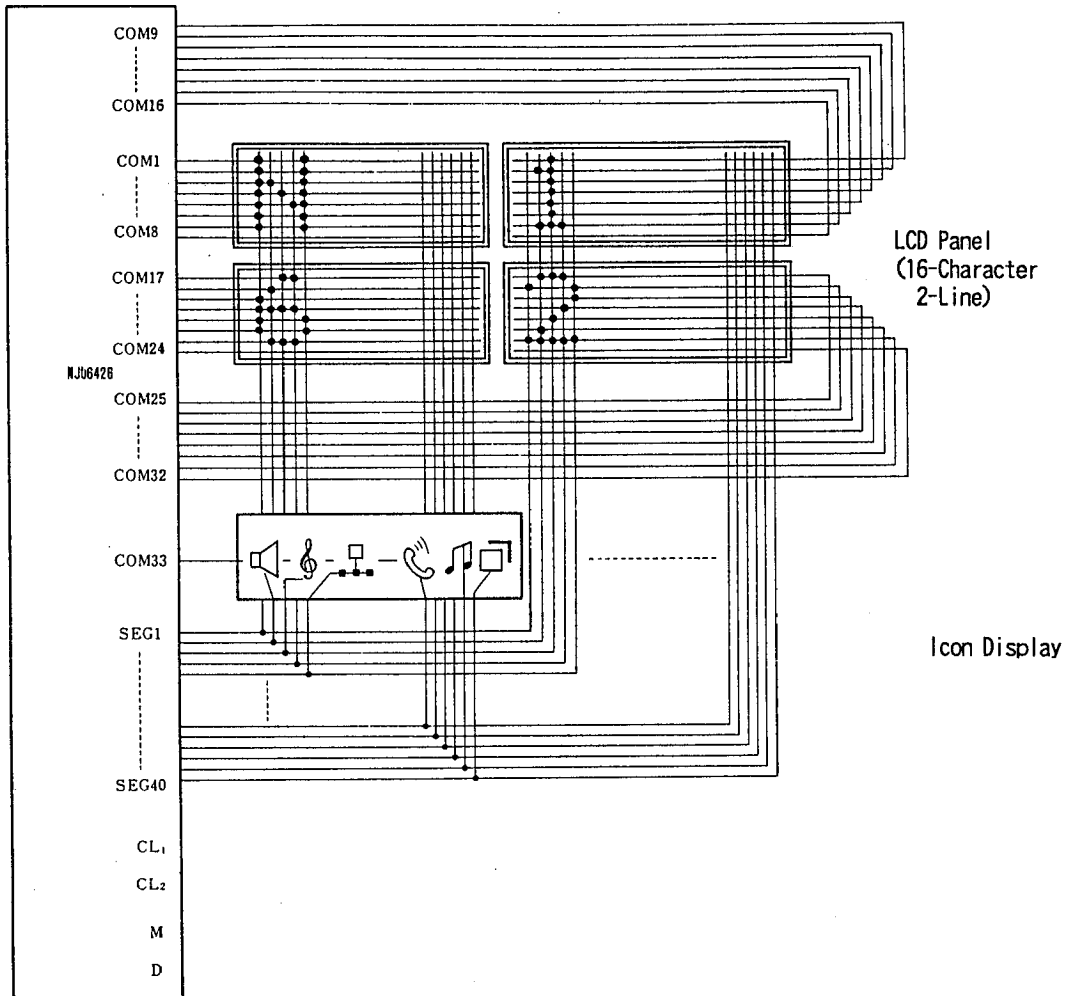 COM9
COM16
COM1
COM8
LCD Panel
(16-Character
2-Line)
COM17
COM24
NJU6426
COM25
COM32
COM33
SEG1
Icon Display
SEG40
CL₁
CL₂
M
D